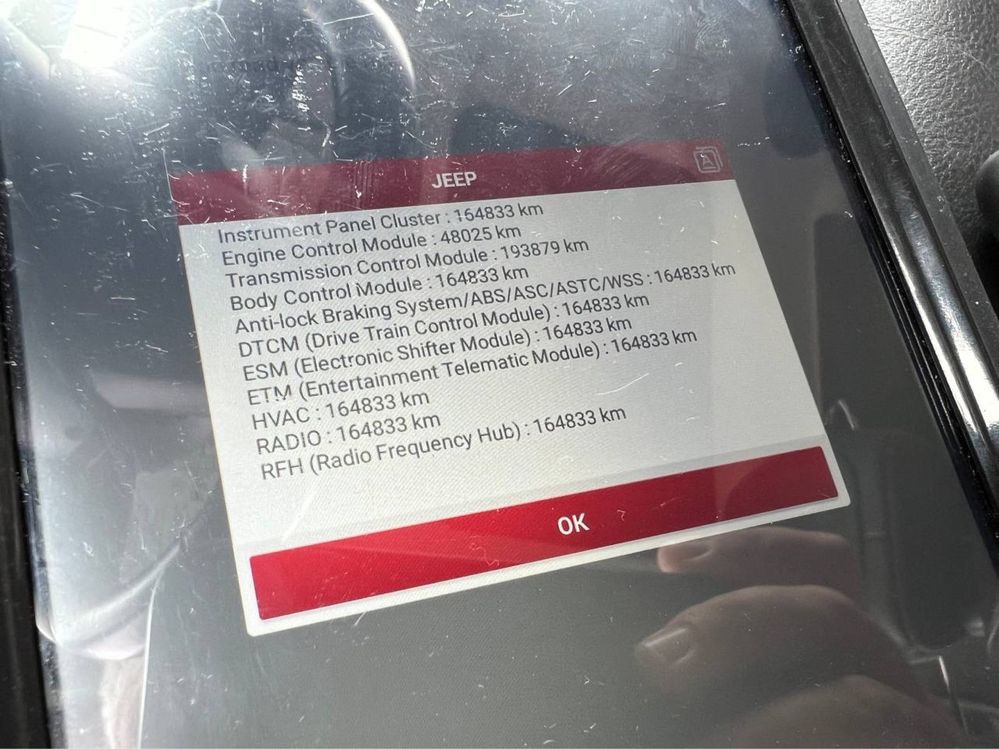 JEEP
Instrument Panel Cluster : 164833 km
Engine Control Module : 48025 km
Transmission Control Module : 193879 km
Body Control Module : 164833 km
Anti-lock Braking System/ABS/ASC/ASTC/WSS : 164833 km
DTCM (Drive Train Control Module) : 164833 km
ESM (Electronic Shifter Module) : 164833 km
ETM (Entertainment Telematic Module) : 164833 km
HVAC : 164833 km
RADIO : 164833 km
RFH (Radio Frequency Hub) : 164833 km
OK